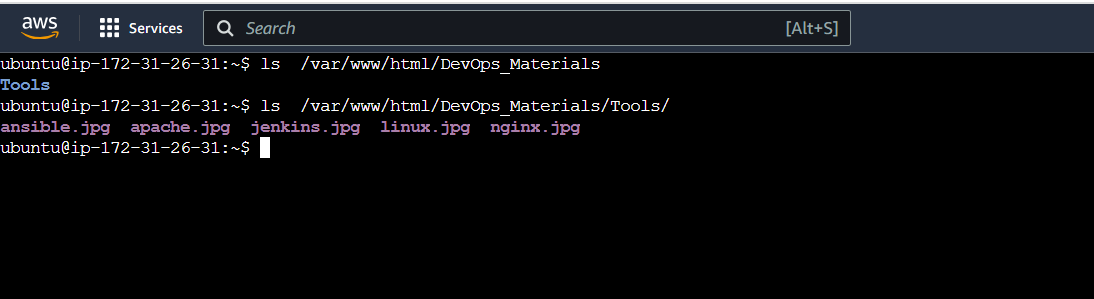 aws Services Search [Alt+S]
ubuntu@ip-172-31-26-31:~$ ls  /var/www/html/DevOps_Materials
Tools
ubuntu@ip-172-31-26-31:~$ ls  /var/www/html/DevOps_Materials/Tools/
ansible.jpg  apache.jpg  jenkins.jpg  linux.jpg  nginx.jpg
ubuntu@ip-172-31-26-31:~$